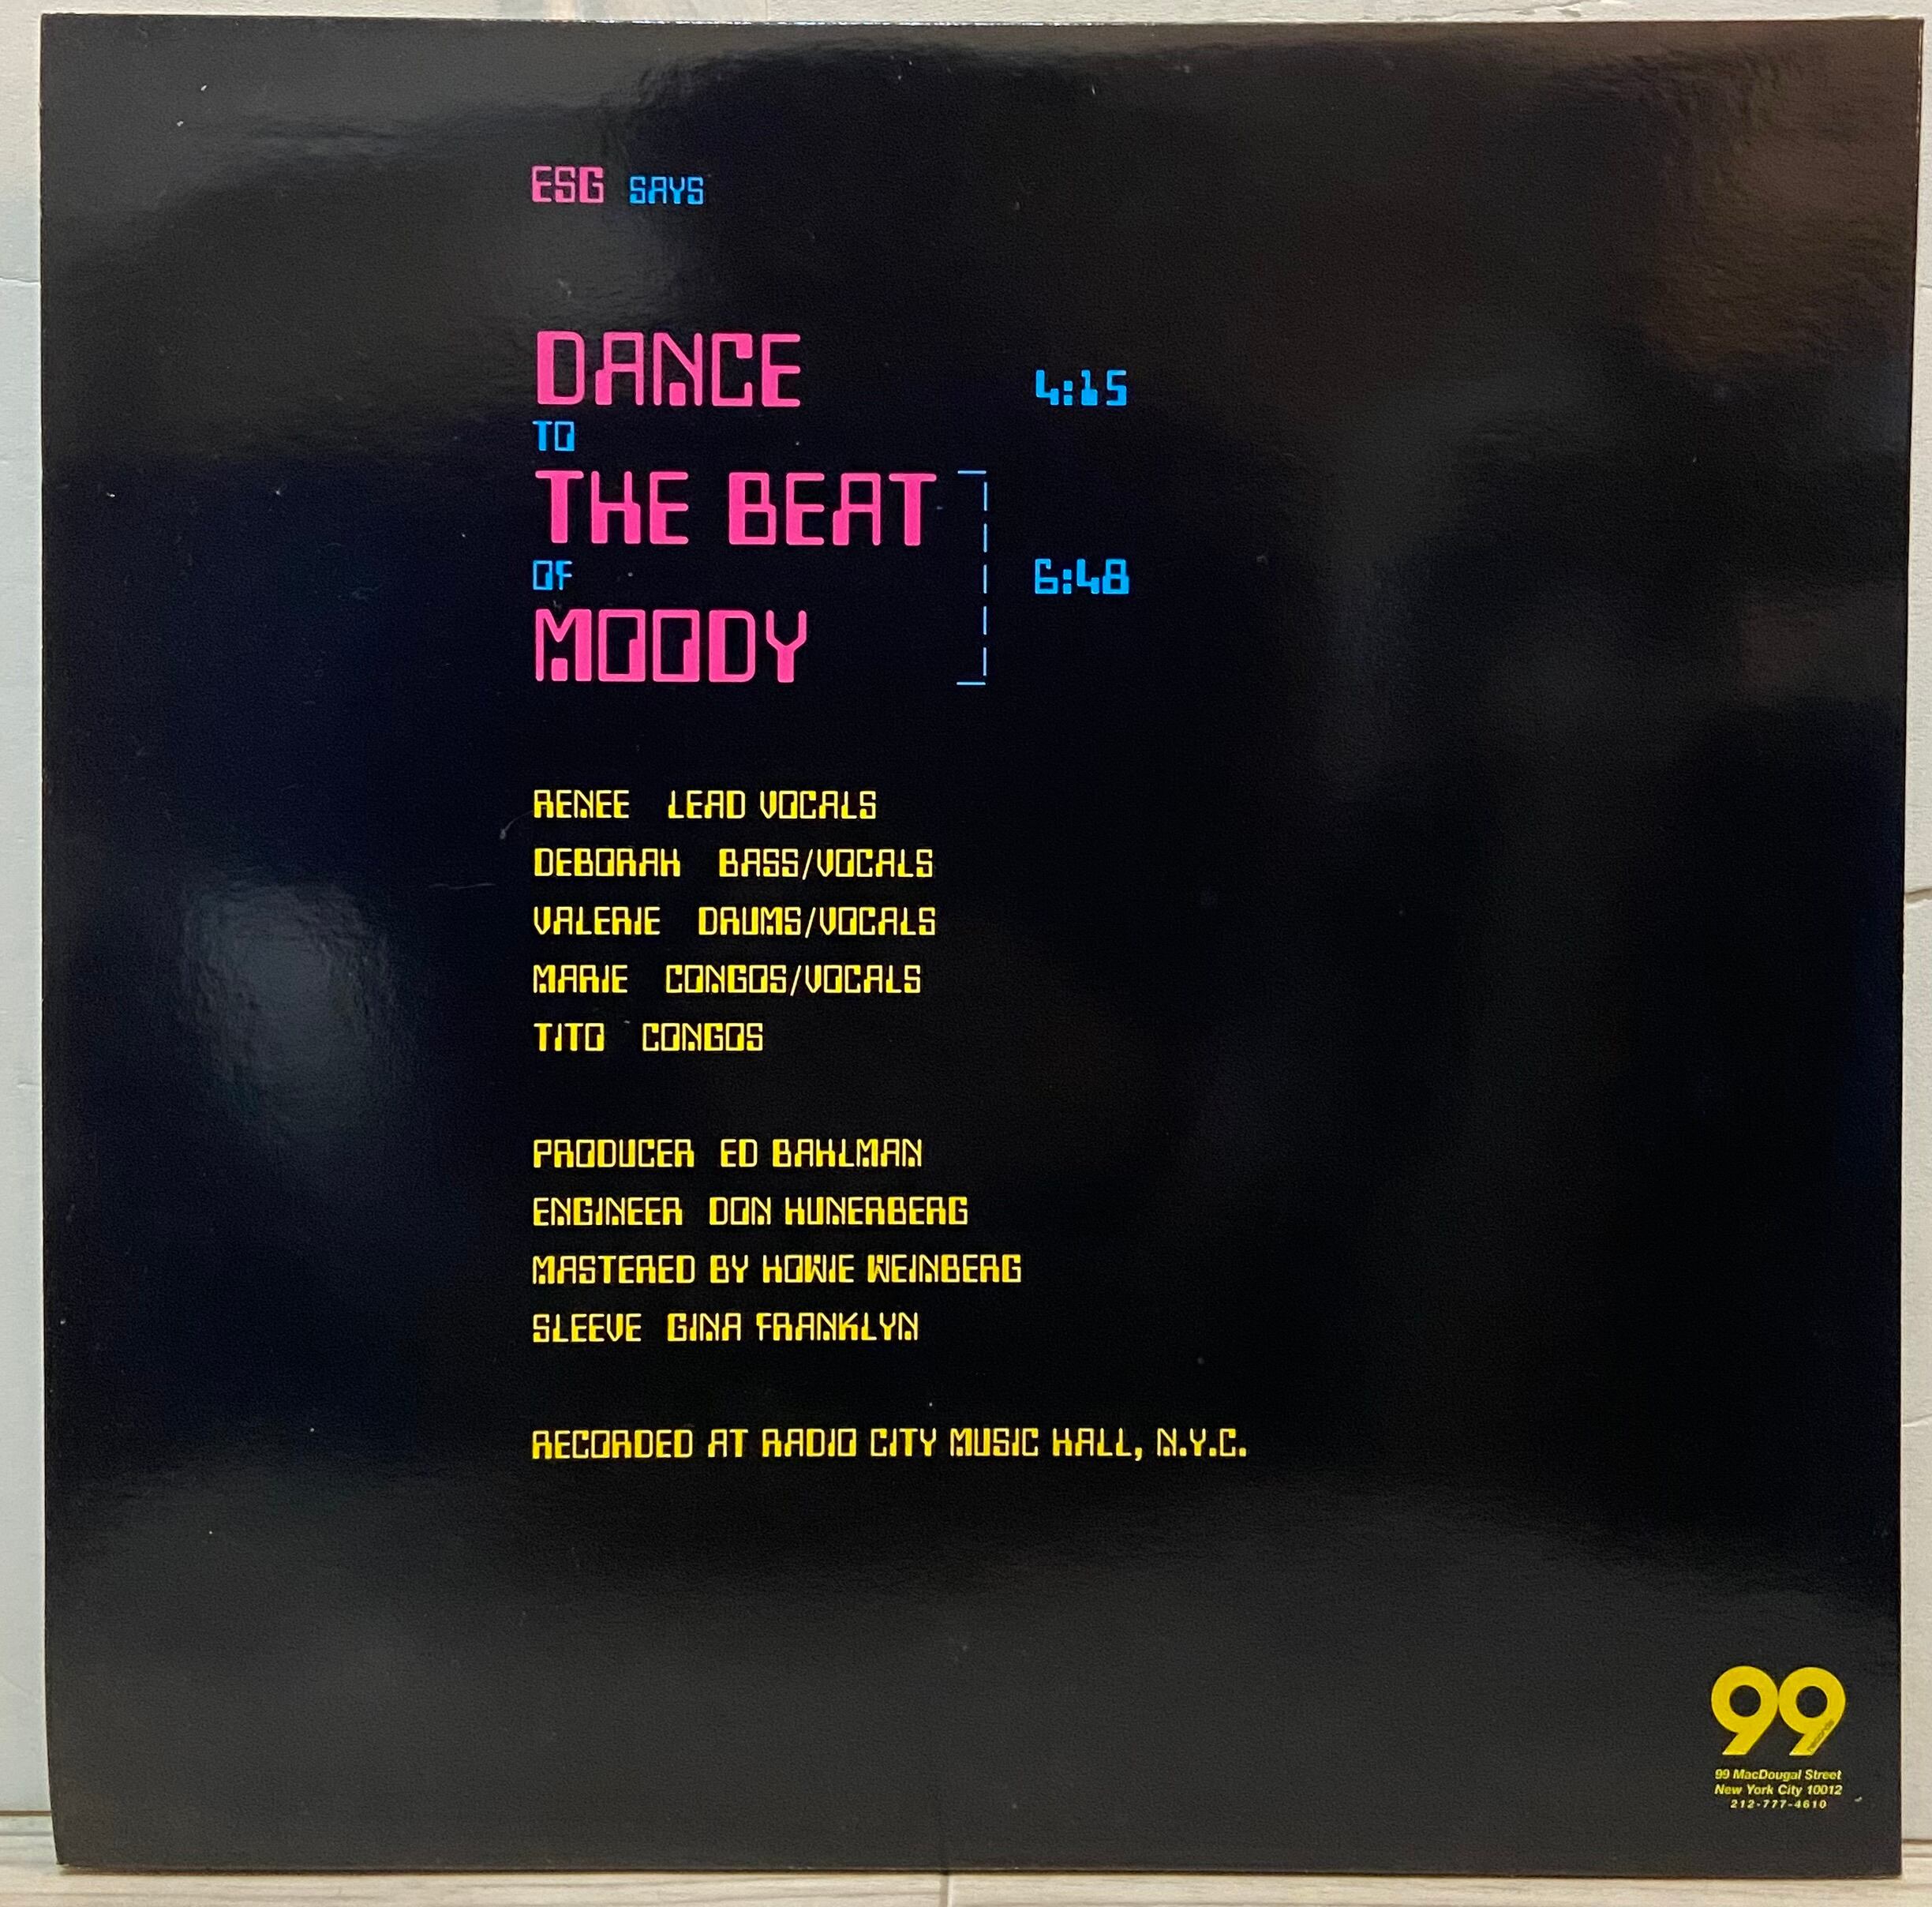 ESG SAYS
DANCE 4:15
TO
THE BEAT
OF 6:48
MOODY
RENEE LEAD VOCALS
DEBORAH BASS/VOCALS
VALERIE DRUMS/VOCALS
MARIE CONGOS/VOCALS
TITO CONGOS
PRODUCER ED BAHLMAN
ENGINEER DON HUNERBERG
MASTERED BY HOWIE WEINBERG
SLEEVE GINA FRANKLYN
RECORDED AT RADIO CITY MUSIC HALL, N.Y.C.
99
99 MacDougal Street
New York City 10012
212-777-4610